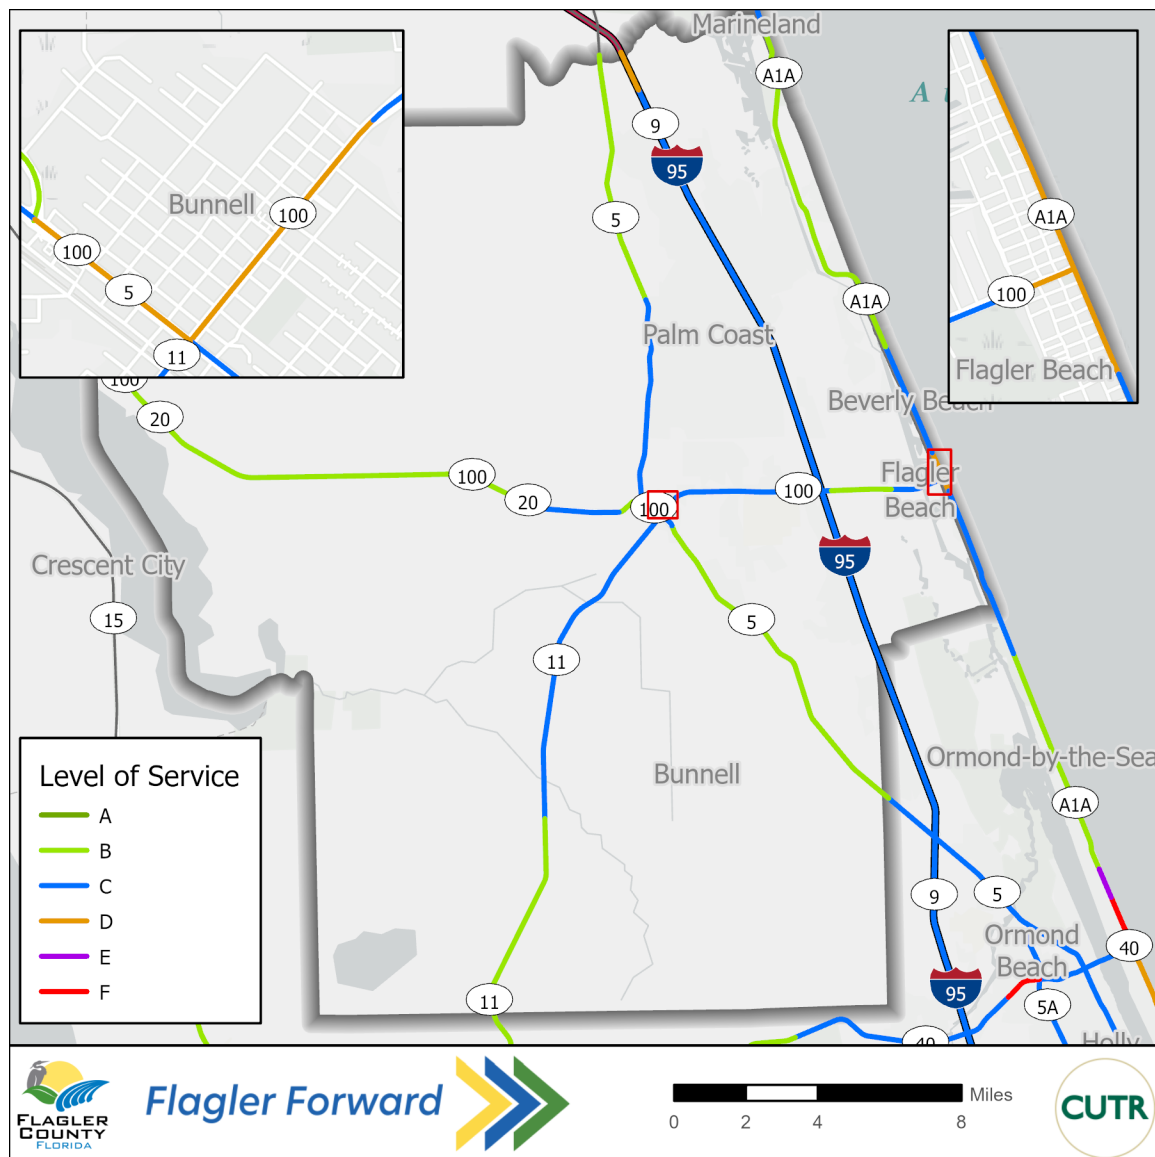 Marineland
A1A
A
9
95
Bunnell
100
5
A1A
100
5
A1A
100
11
Palm Coast
Flagler Beach
100
Beverly Beach
20
100
100
Flagler
Beach
20
100
95
Crescent City
15
5
11
Level of Service
A
B
C
D
E
F
Bunnell
Ormond-by-the-Sea
A1A
9
5
Ormond
Beach
40
95
11
5A
40
Holly
FLAGLER
COUNTY
FLORIDA
Flagler Forward
Miles
0 2 4 8
CUTR